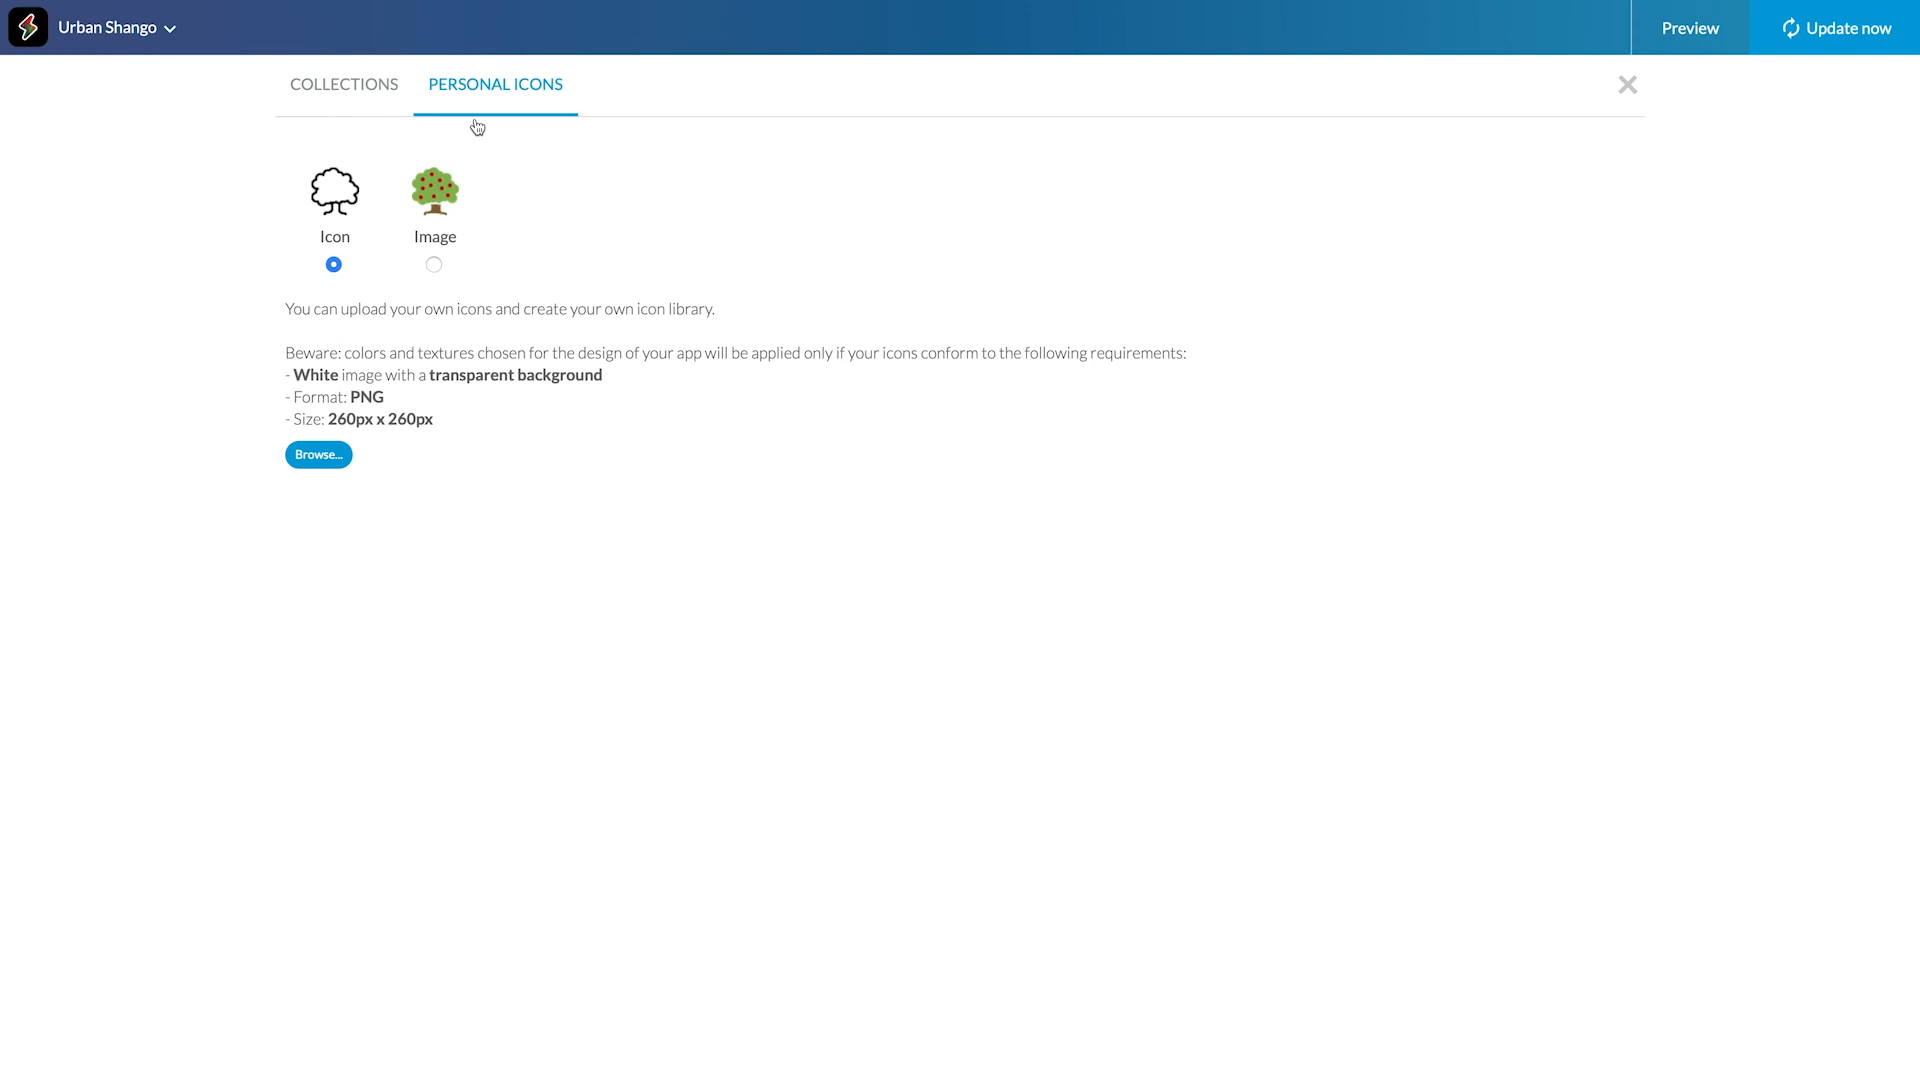 Urban Shango
Preview
Update now
COLLECTIONS
PERSONAL ICONS
Icon
Image
You can upload your own icons and create your own icon library.
Beware: colors and textures chosen for the design of your app will be applied only if your icons conform to the following requirements:
- White image with a transparent background
- Format: PNG
- Size: 260px x 260px
Browse...